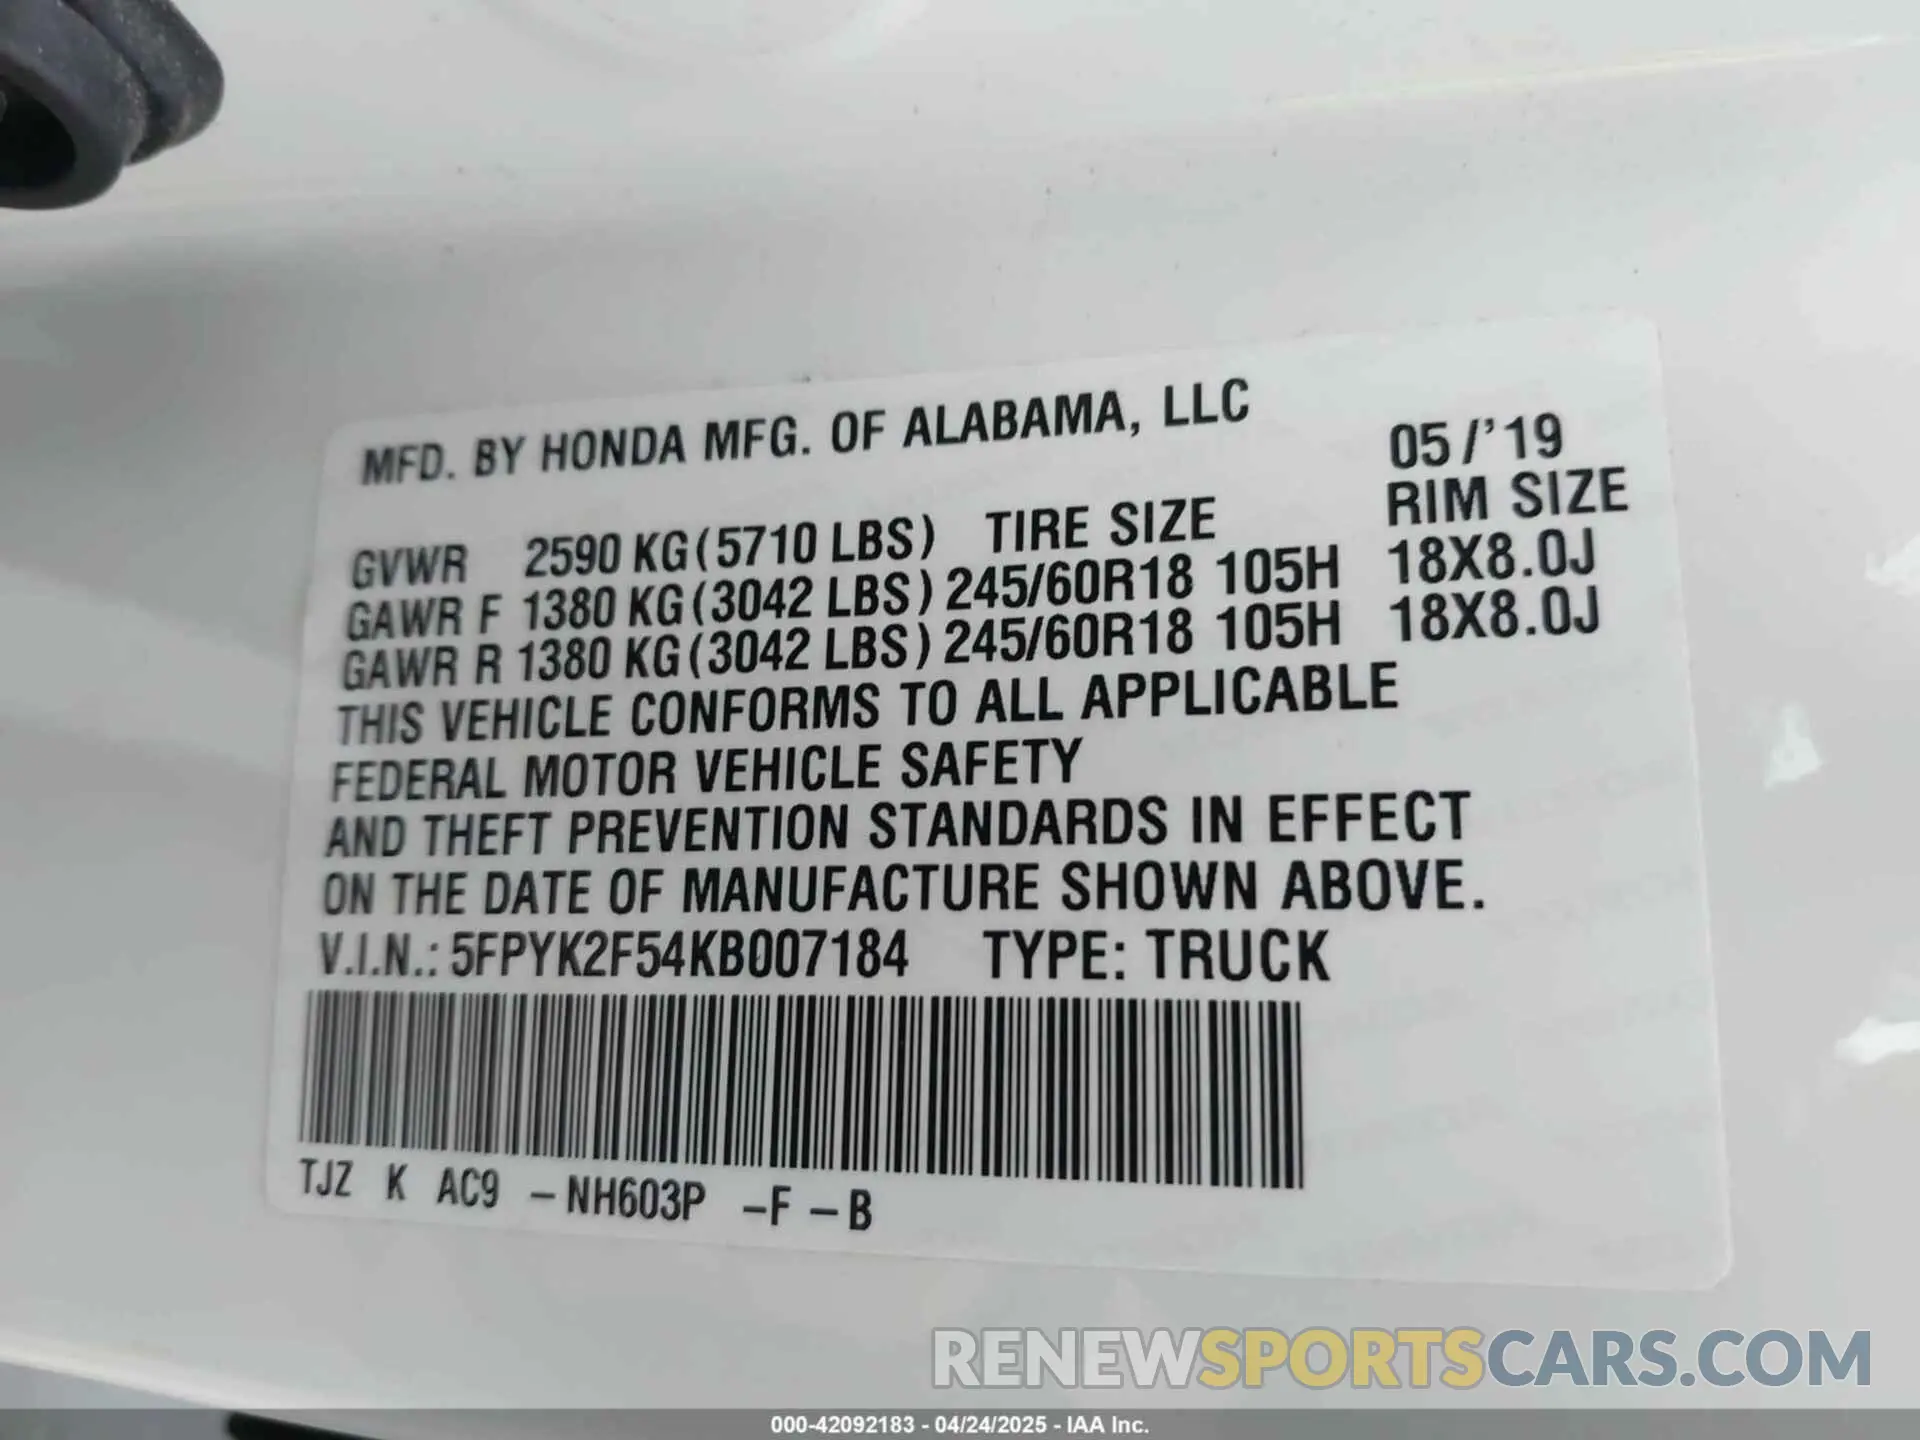 MFD. BY HONDA MFG. OF ALABAMA, LLC 05/'19
RIM SIZE
GVWR 2590 KG(5710 LBS) TIRE SIZE
GAWR F 1380 KG(3042 LBS) 245/60R18 105H 18X8.0J
GAWR R 1380 KG(3042 LBS) 245/60R18 105H 18X8.0J
THIS VEHICLE CONFORMS TO ALL APPLICABLE
FEDERAL MOTOR VEHICLE SAFETY
AND THEFT PREVENTION STANDARDS IN EFFECT
ON THE DATE OF MANUFACTURE SHOWN ABOVE.
V.I.N.: 5FPYK2F54KB007184 TYPE: TRUCK
TJZ K AC9 –NH603P –F –B
RENEWSPORTSCARS.COM
000-42092183 - 04/24/2025 - IAA Inc.